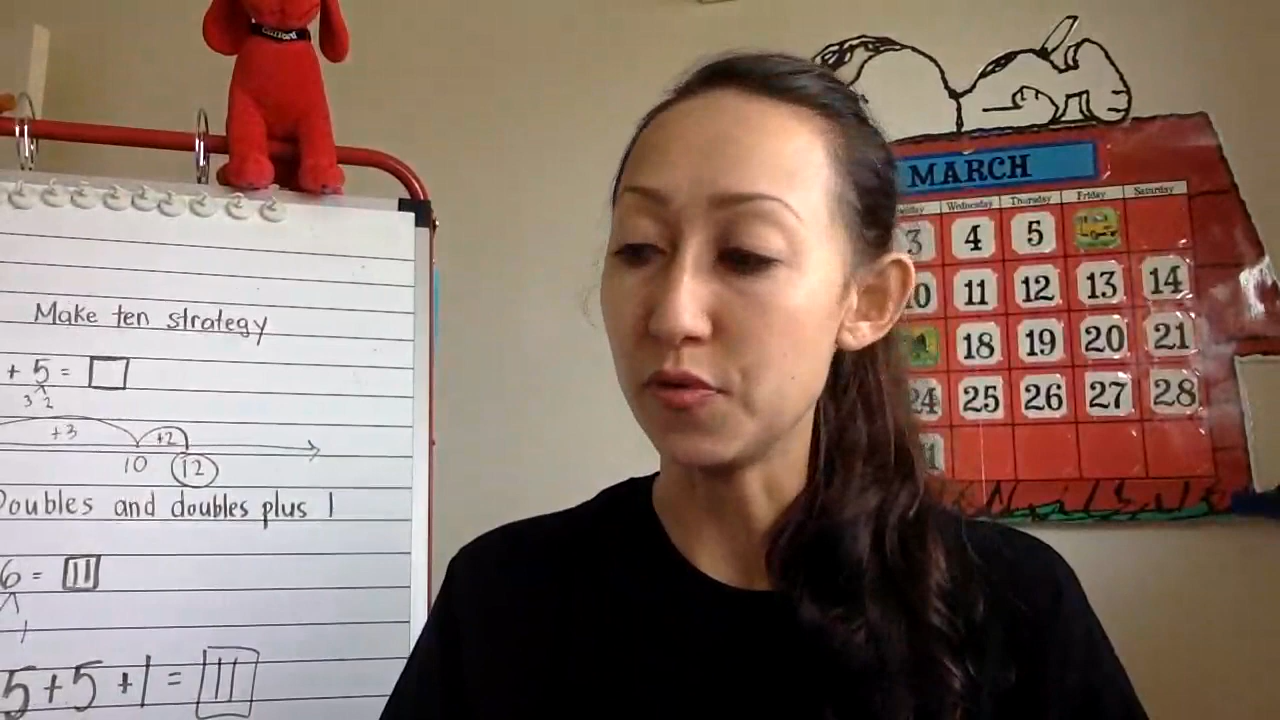 Clifford
Make ten strategy
+ 5 =
3 2
+3 +2
10 12
Doubles and doubles plus 1
6 = 11
1
5 + 5 + 1 = 11
MARCH
Wednesday Thursday Friday Saturday
3 4 5
10 11 12 13 14
18 19 20 21
24 25 26 27 28